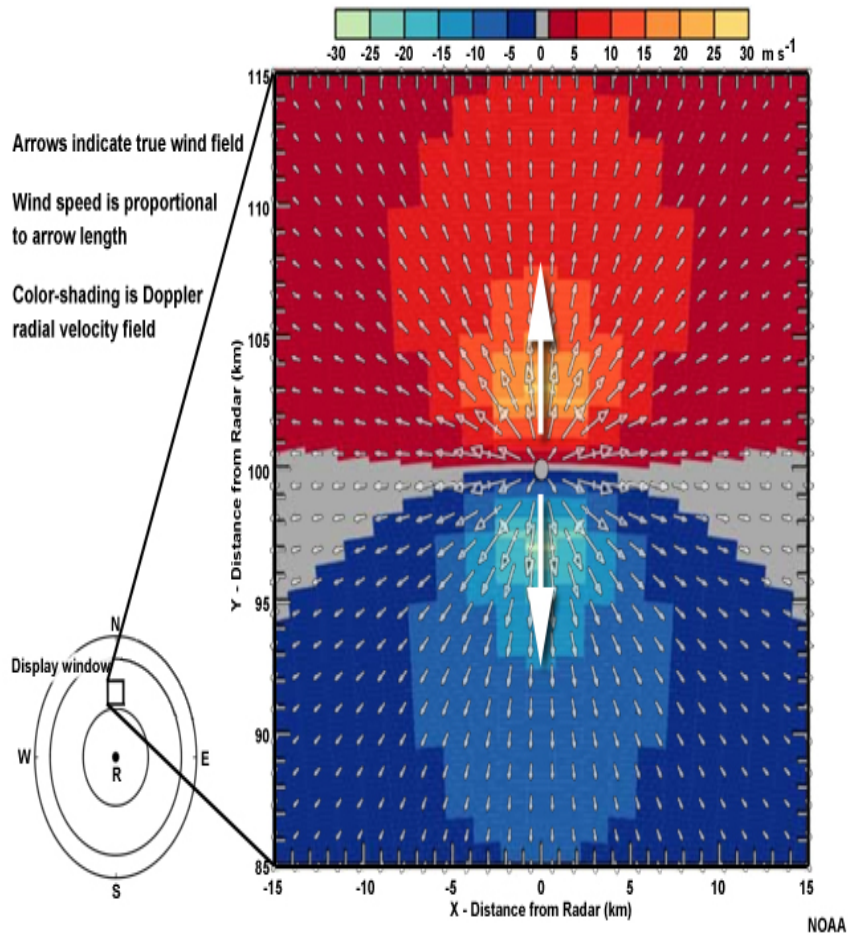 -30 -25 -20 -15 -10 -5 0 5 10 15 20 25 30 m s-1
Arrows indicate true wind field
Wind speed is proportional
to arrow length
Color-shading is Doppler
radial velocity field
115
110
105
100
95
90
85
Y - Distance from Radar (km)
-15 -10 -5 0 5 10 15
X - Distance from Radar (km)
N
Display window
W
E
R
S
NOAA